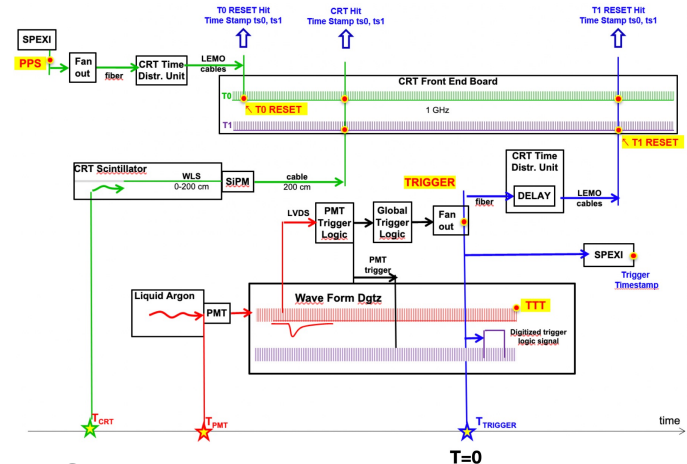 T0 RESET Hit
Time Stamp ts0, ts1
CRT Hit
Time Stamp ts0, ts1
T1 RESET Hit
Time Stamp ts0, ts1
SPEXI
PPS
Fan
out
fiber
CRT Time
Distr. Unit
LEMO
cables
CRT Front End Board
T0
T0 RESET
1 GHz
T1
T1 RESET
CRT Scintillator
WLS
0-200 cm
SiPM
cable
200 cm
TRIGGER
CRT Time
Distr. Unit
DELAY
fiber
LEMO
cables
LVDS
PMT
Trigger
Logic
Global
Trigger
Logic
Fan
out
PMT
trigger
SPEXI
Trigger
Timestamp
Liquid Argon
PMT
Wave Form Dgtz
TTT
Digitized trigger
logic signal
TCRT
TPMT
TTRIGGER
time
T=0